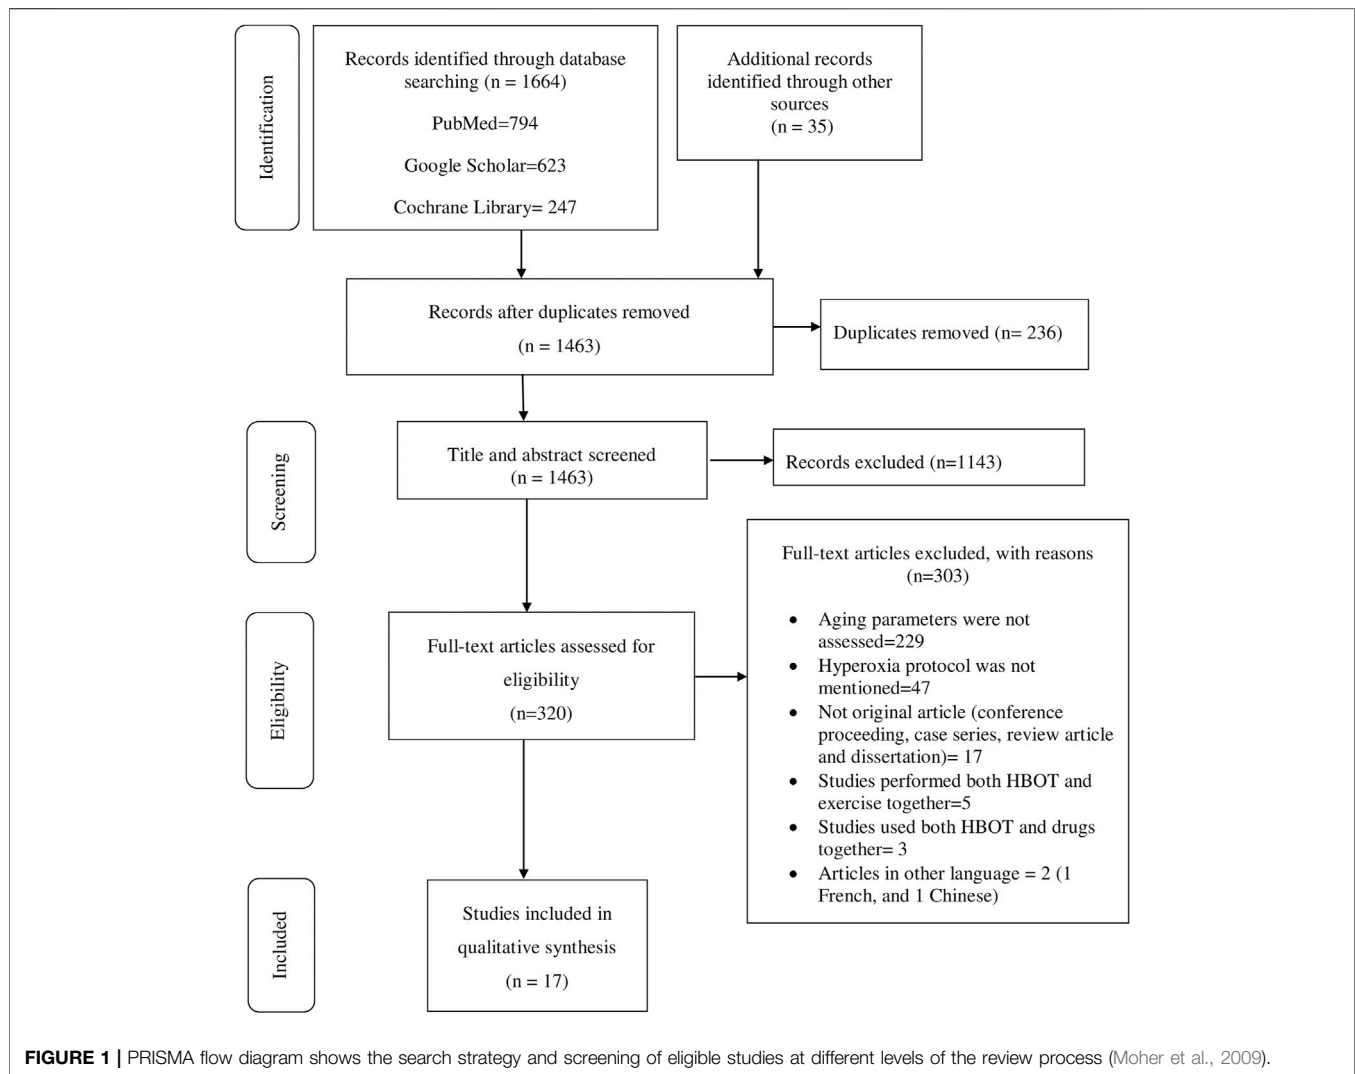 Identification
Records identified through database
searching (n = 1664)
PubMed=794
Google Scholar=623
Cochrane Library= 247
Additional records
identified through other
sources
(n = 35)
Records after duplicates removed
(n = 1463)
Duplicates removed (n= 236)
Screening
Title and abstract screened
(n = 1463)
Records excluded (n=1143)
Eligibility
Full-text articles assessed for
eligibility
(n=320)
Full-text articles excluded, with reasons
(n=303)
• Aging parameters were not
assessed=229
• Hyperoxia protocol was not
mentioned=47
• Not original article (conference
proceeding, case series, review article
and dissertation)= 17
• Studies performed both HBOT and
exercise together=5
• Studies used both HBOT and drugs
together= 3
• Articles in other language = 2 (1
French, and 1 Chinese)
Included
Studies included in
qualitative synthesis
(n = 17)
FIGURE 1 | PRISMA flow diagram shows the search strategy and screening of eligible studies at different levels of the review process (Moher et al., 2009).